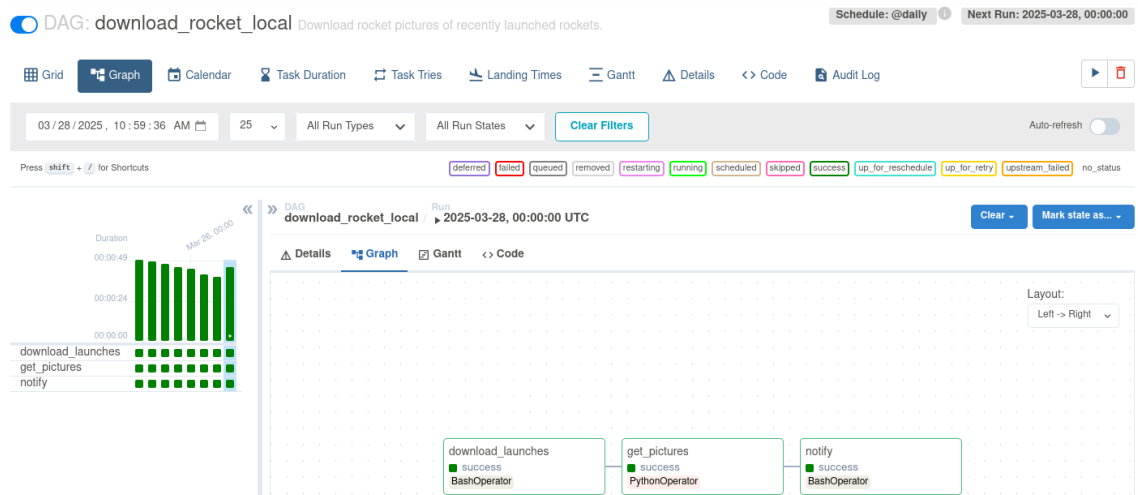 DAG: download_rocket_local Download rocket pictures of recently launched rockets.
Schedule: @daily Next Run: 2025-03-28, 00:00:00
Grid Graph Calendar Task Duration Task Tries Landing Times Gantt Details Code Audit Log
03 / 28 / 2025 , 10 : 59 : 36 AM 25 All Run Types All Run States Clear Filters Auto-refresh
Press shift + / for Shortcuts deferred failed queued removed restarting running scheduled skipped success up_for_reschedule up_for_retry upstream_failed no_status
DAG
download_rocket_local /
Run
2025-03-28, 00:00:00 UTC
Clear Mark state as...
Details Graph Gantt Code
Mar 26, 00:00
Duration
00:00:49
00:00:24
00:00:00
download_launches
get_pictures
notify
Layout:
Left -> Right
download_launches
success
BashOperator
get_pictures
success
PythonOperator
notify
success
BashOperator